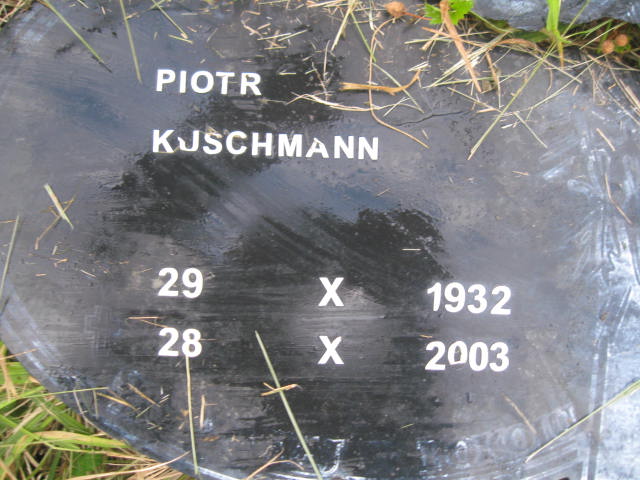 PIOTR
KUSCHMANN
29 X 1932
28 X 2003